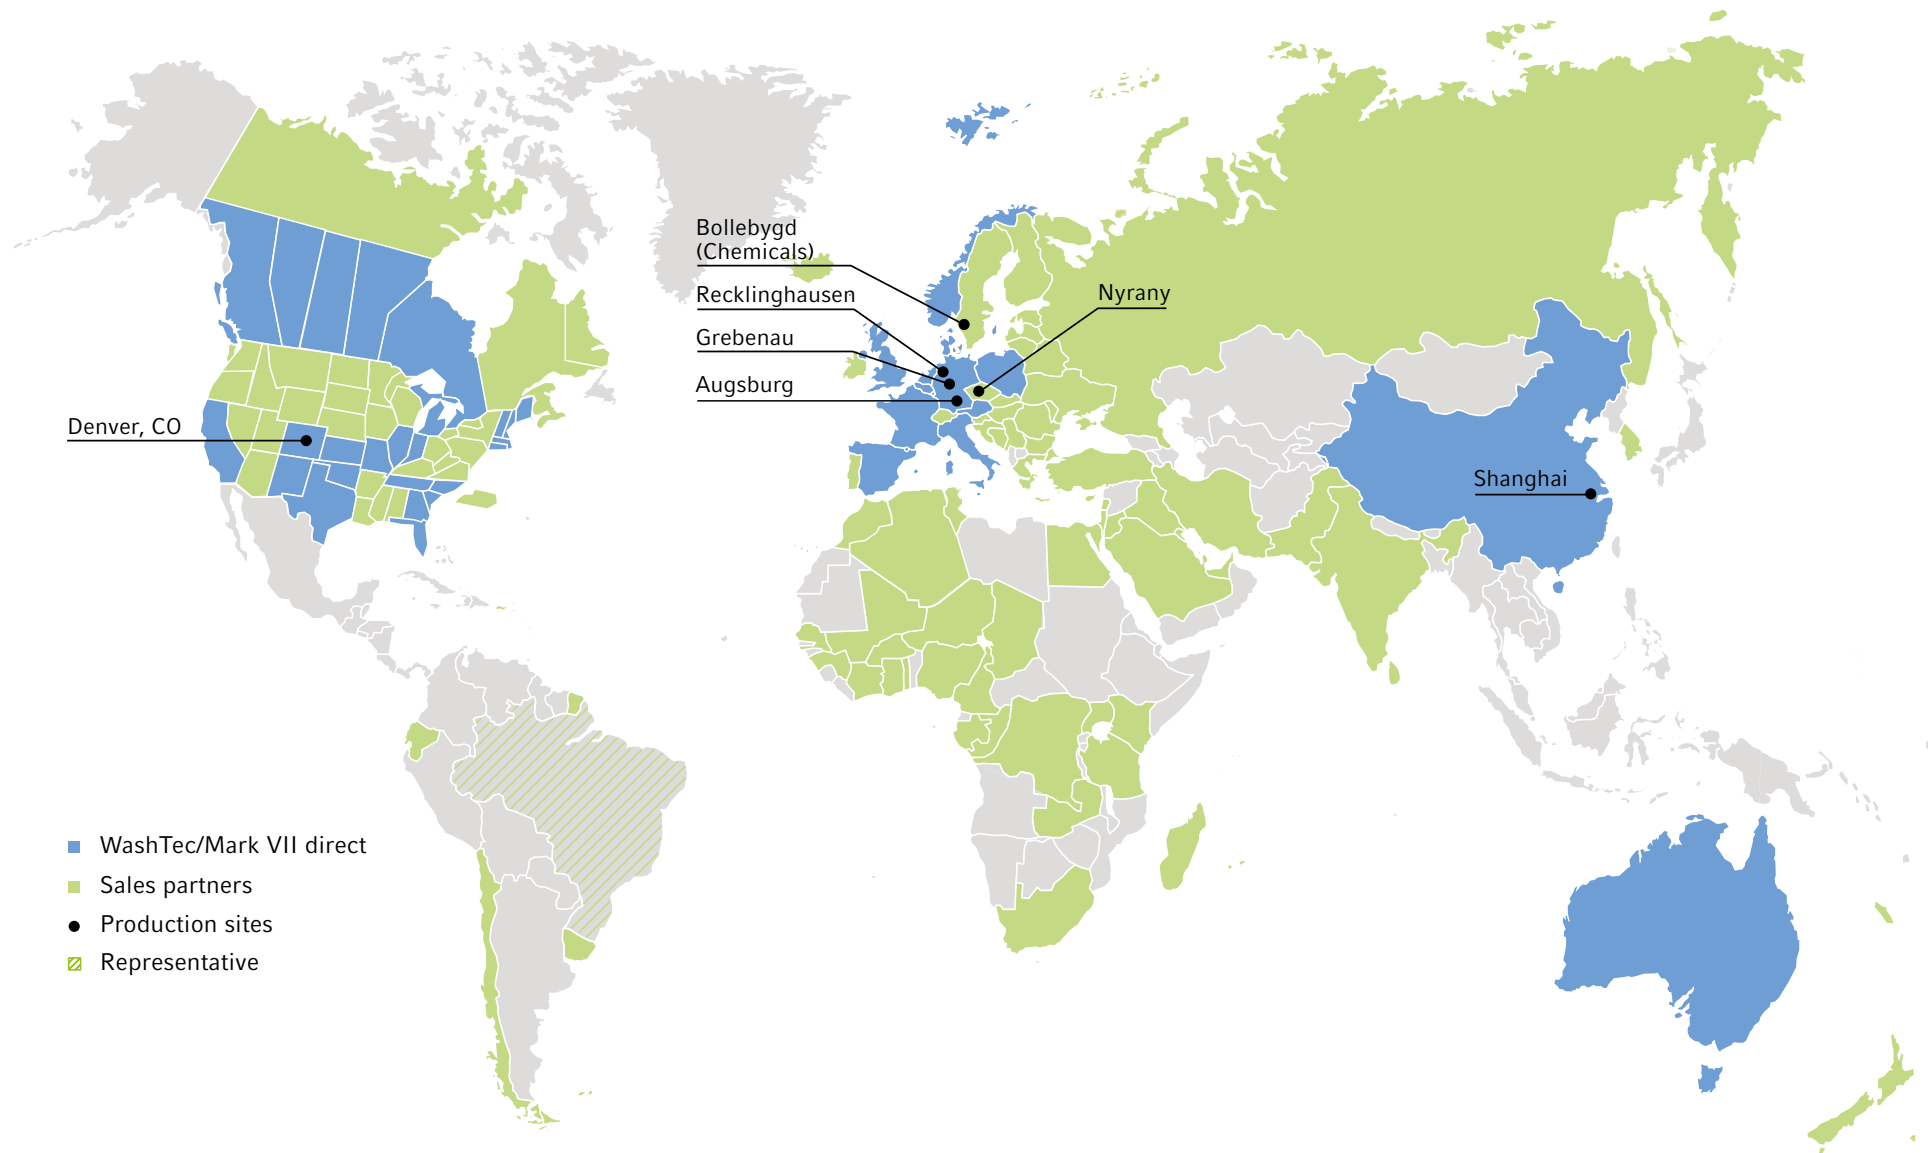 Bollebygd
(Chemicals)
Recklinghausen
Nyrany
Grebenau
Augsburg
Denver, CO
Shanghai
WashTec/Mark VII direct
Sales partners
Production sites
Representative